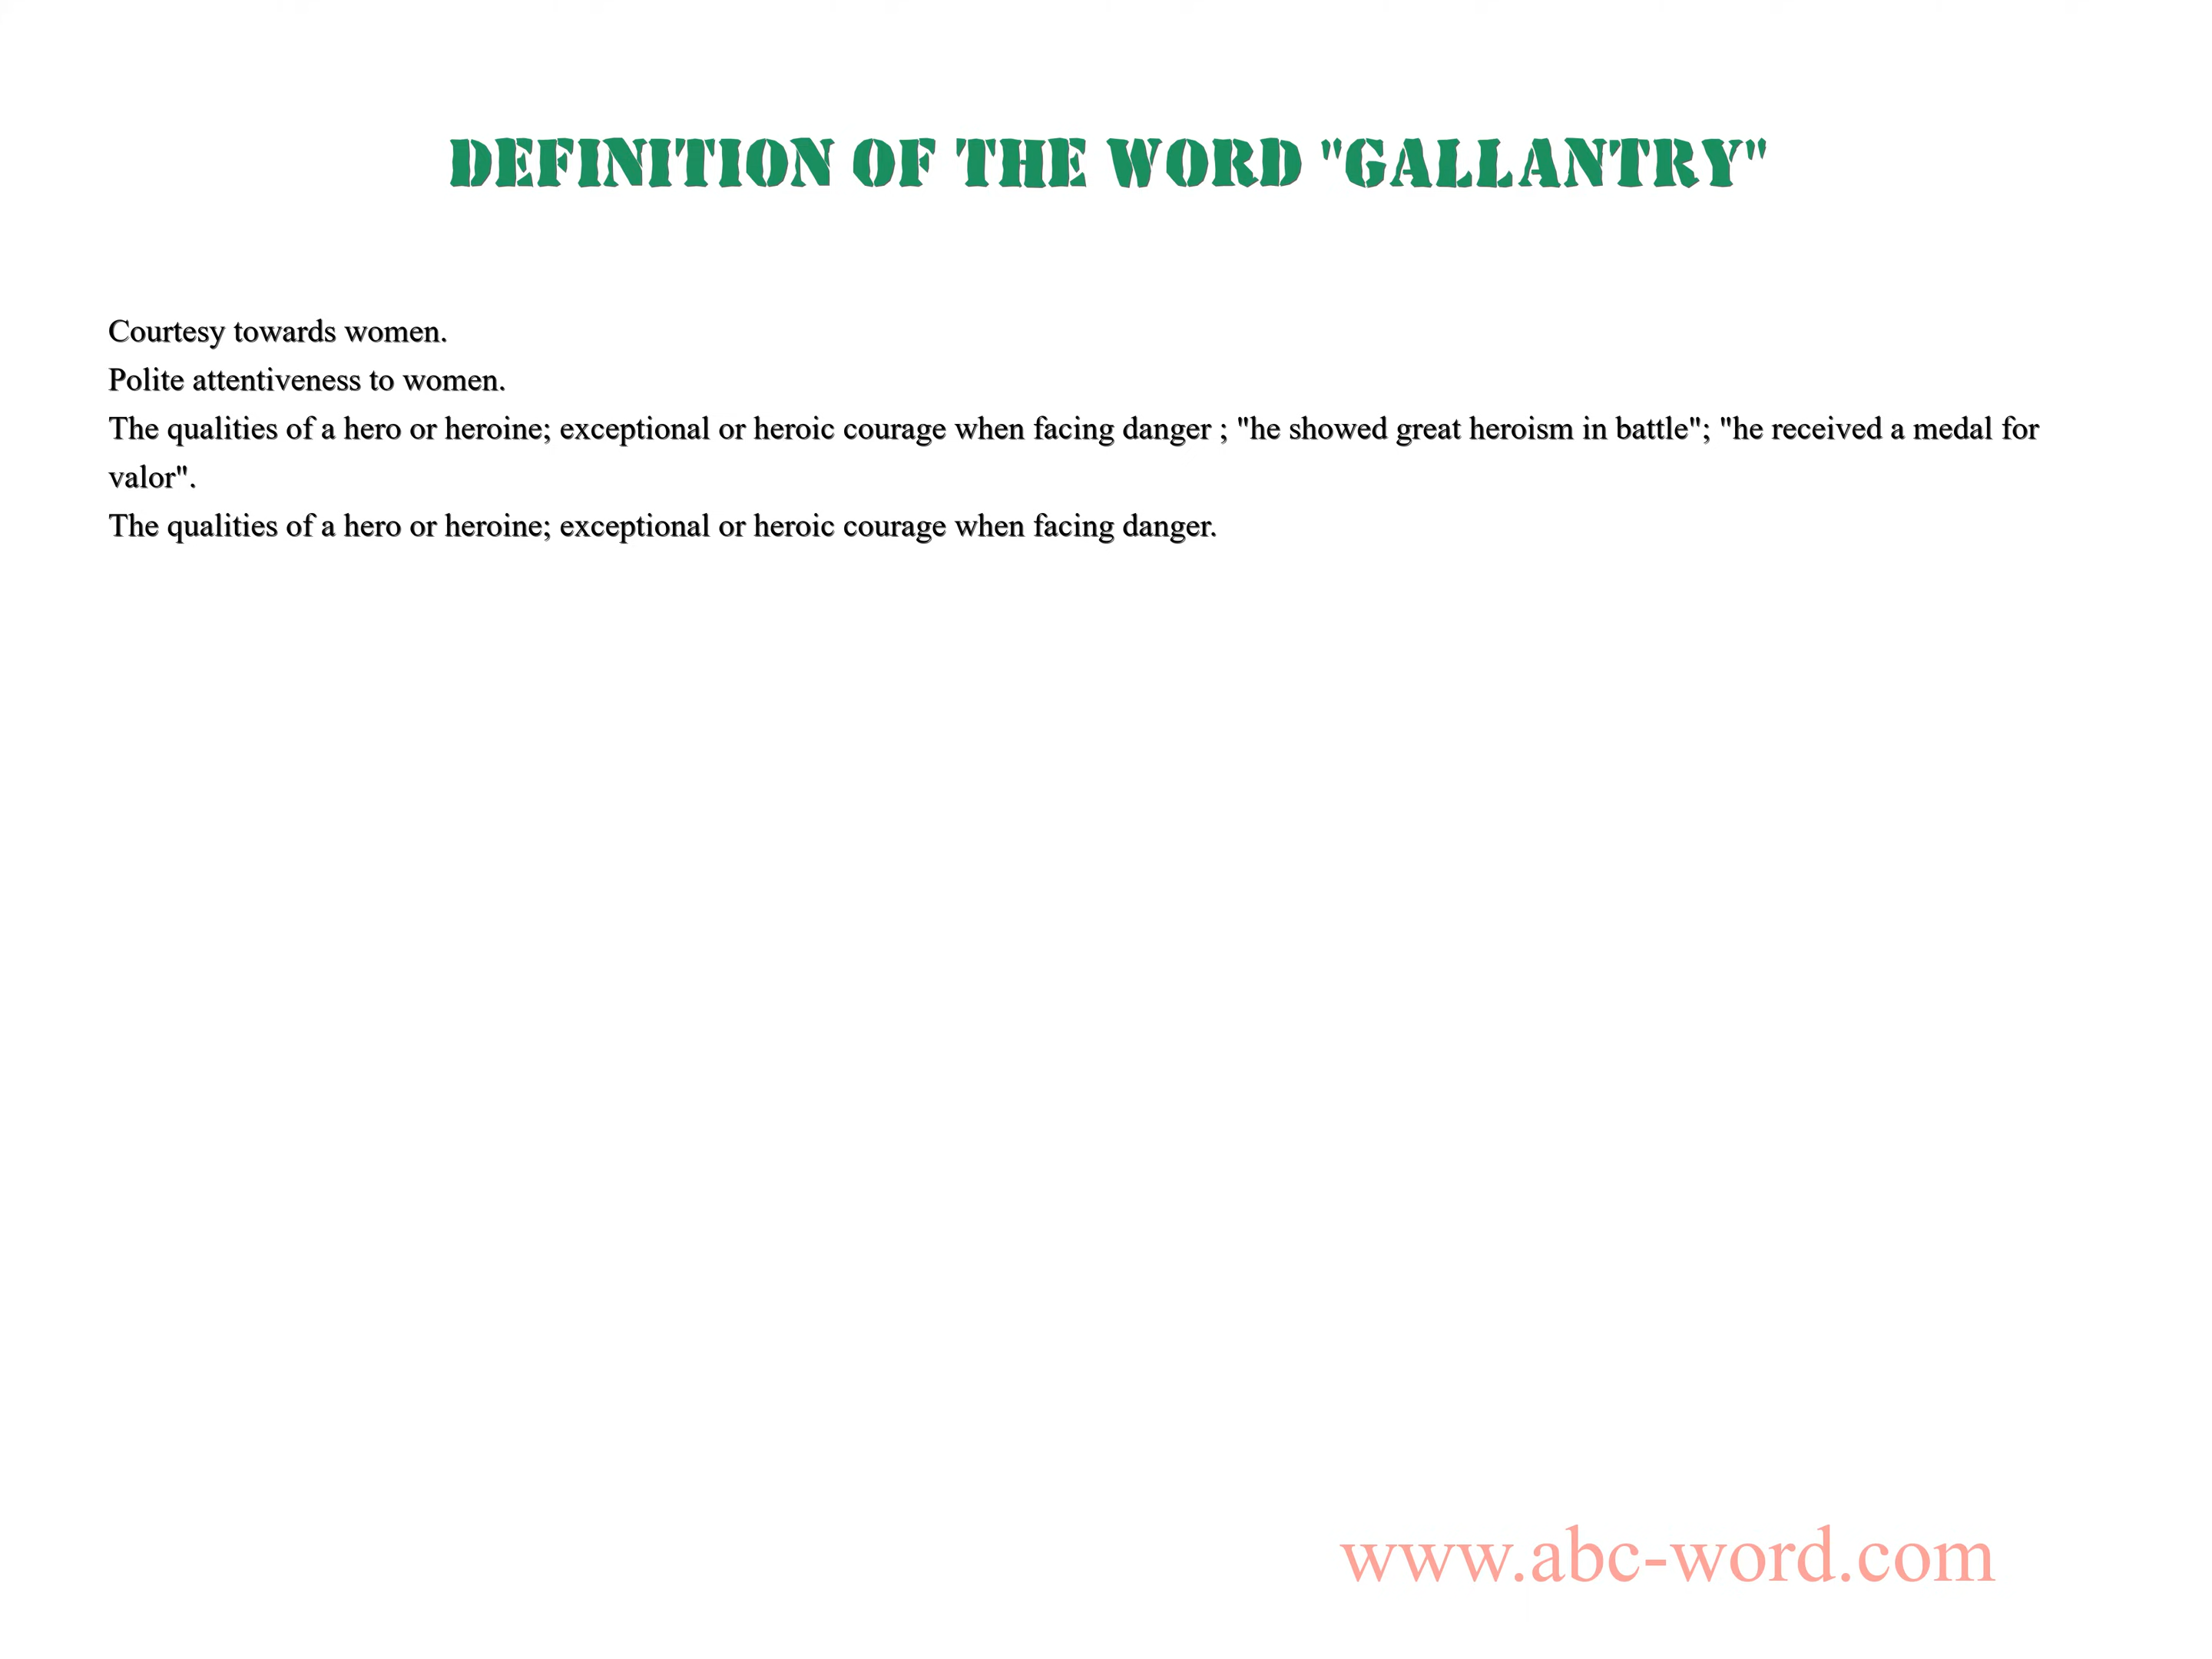 DEFINITION OF THE WORD "GALLANTRY"
Courtesy towards women.
Polite attentiveness to women.
The qualities of a hero or heroine; exceptional or heroic courage when facing danger ; "he showed great heroism in battle"; "he received a medal for
valor".
The qualities of a hero or heroine; exceptional or heroic courage when facing danger.
www.abc-word.com